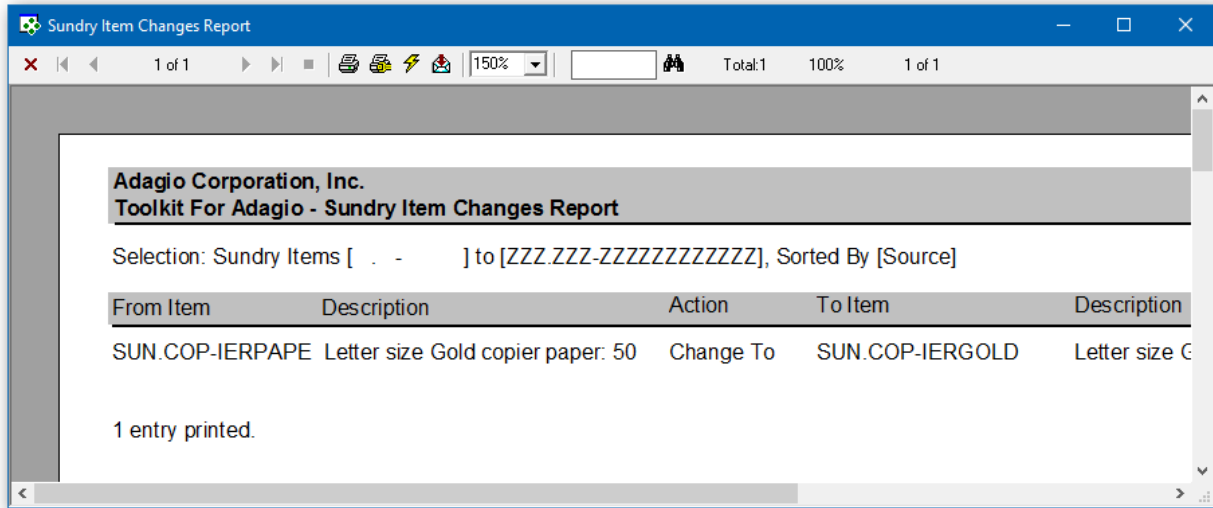 Sundry Item Changes Report
1 of 1 150% Total:1 100% 1 of 1
Adagio Corporation, Inc.
Toolkit For Adagio - Sundry Item Changes Report
Selection: Sundry Items [ . - ] to [ZZZ.ZZZ-ZZZZZZZZZZZZ], Sorted By [Source]
From Item Description Action To Item Description
SUN.COP-IERPAPE Letter size Gold copier paper: 50 Change To SUN.COP-IERGOLD Letter size G
1 entry printed.